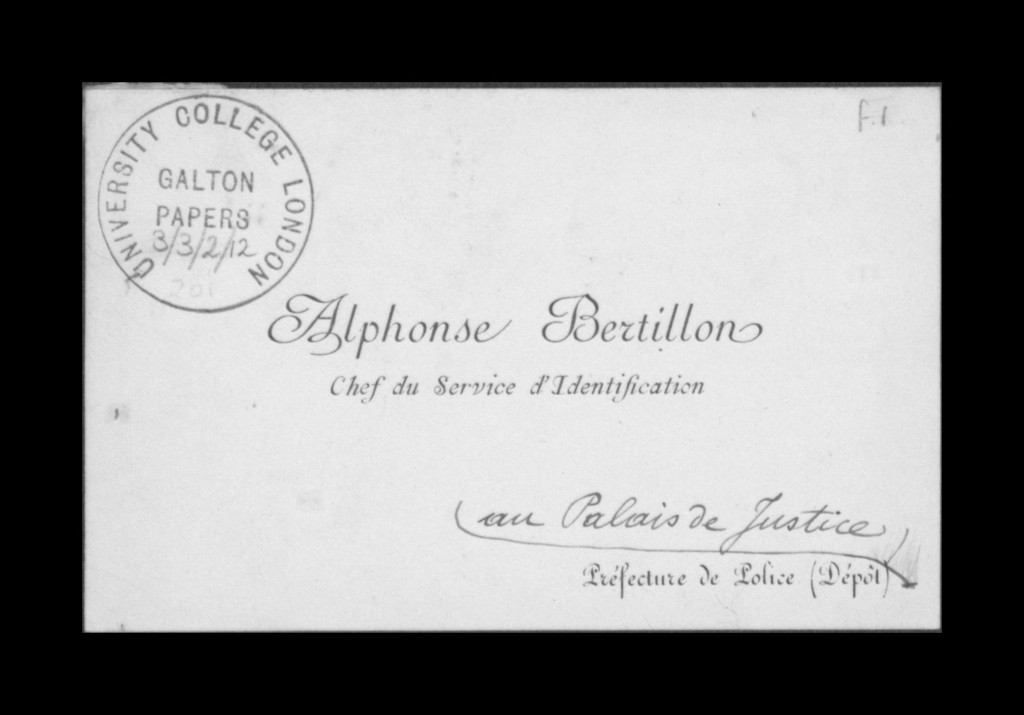 f.1
UNIVERSITY COLLEGE LONDON
GALTON
PAPERS
3/3/2/12
201
Alphonse Bertillon
Chef du Service d'Identification
(au Palais de Justice)
Préfecture de Police (Dépôt)